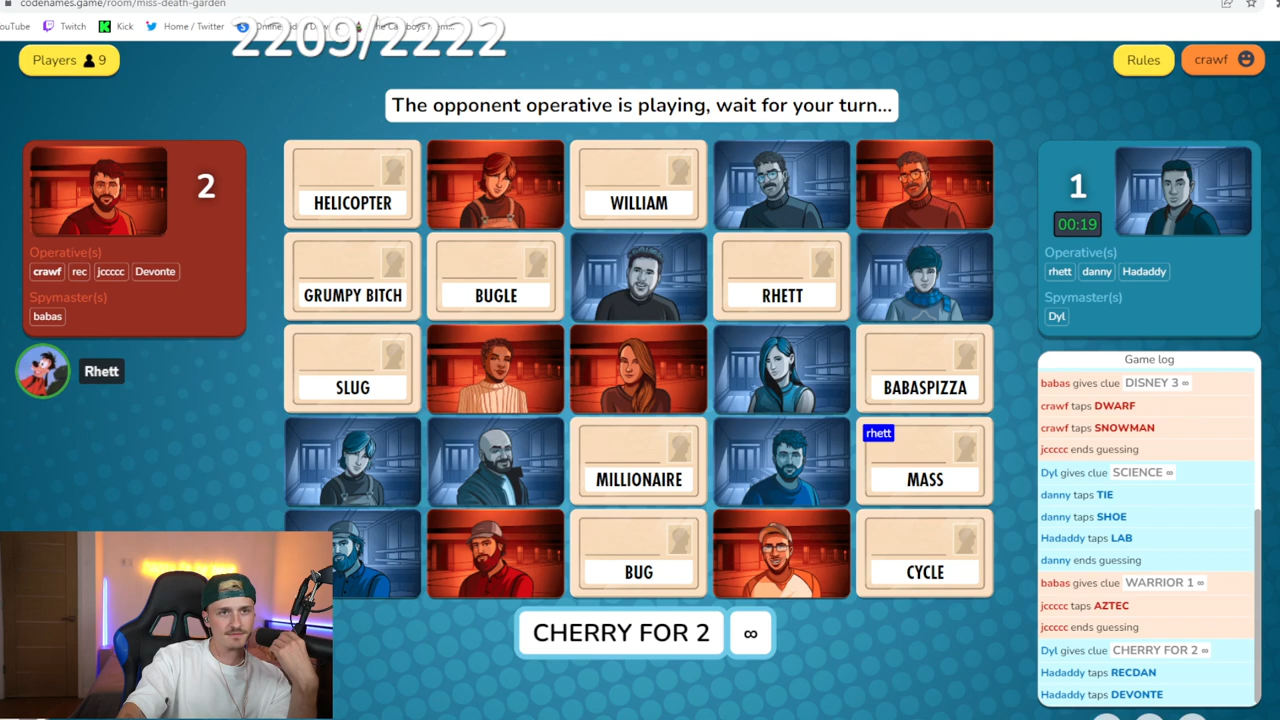 codenames.game/room/miss-death-garden
YouTube Twitch Kick Home / Twitter
2209/2222
Players 9
Rules
crawf
The opponent operative is playing, wait for your turn...
2
Operative(s)
crawf rec jccccc Devonte
Spymaster(s)
babas
Rhett
HELICOPTER
WILLIAM
GRUMPY BITCH
BUGLE
RHETT
SLUG
BABASPIZZA
MILLIONAIRE
rhett
MASS
BUG
CYCLE
CHERRY FOR 2 ∞
1
00:19
Operative(s)
rhett danny Hadaddy
Spymaster(s)
Dyl
Game log
babas gives clue DISNEY 3 ∞
crawf taps DWARF
crawf taps SNOWMAN
jccccc ends guessing
Dyl gives clue SCIENCE ∞
danny taps TIE
danny taps SHOE
Hadaddy taps LAB
danny ends guessing
babas gives clue WARRIOR 1 ∞
jccccc taps AZTEC
jccccc ends guessing
Dyl gives clue CHERRY FOR 2 ∞
Hadaddy taps RECDAN
Hadaddy taps DEVONTE